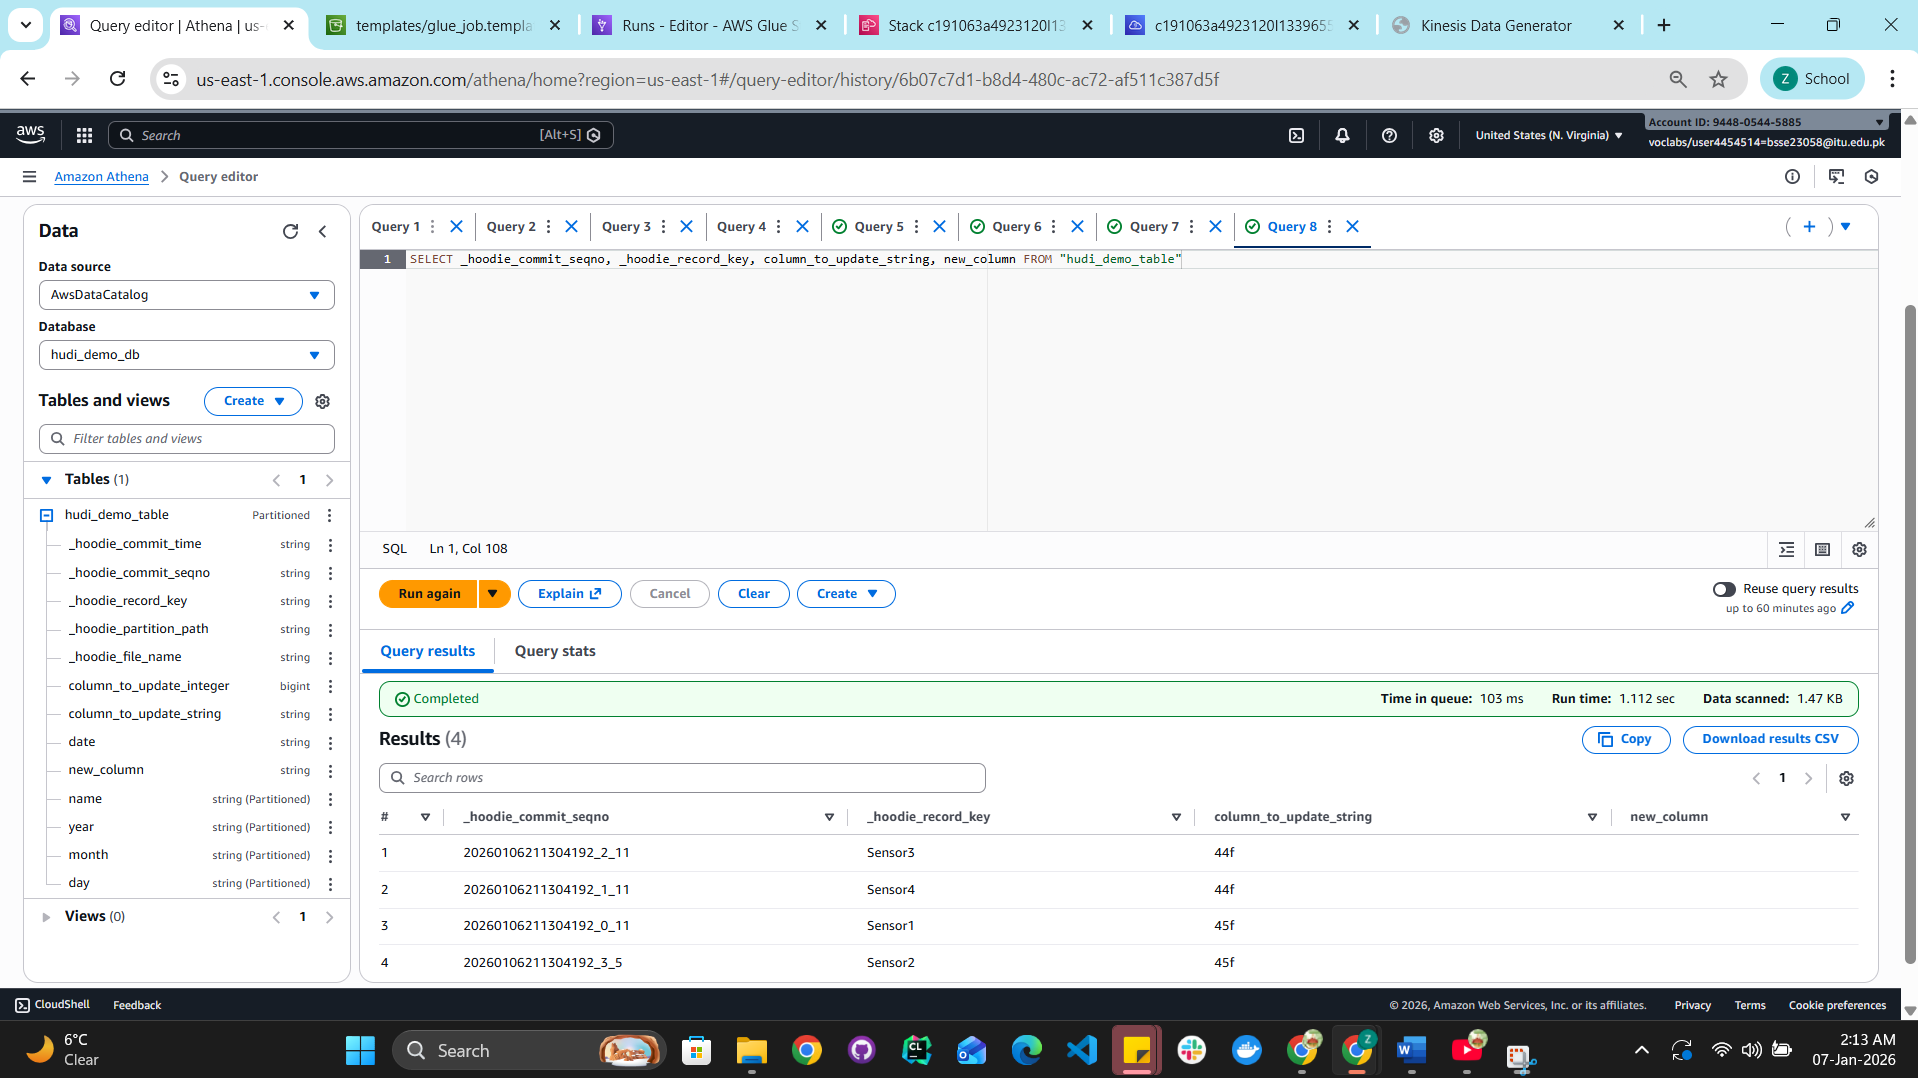 Query editor | Athena | us-
templates/glue_job.templa
Runs - Editor - AWS Glue S
Stack c191063a4923120l13
c191063a4923120l1339655
Kinesis Data Generator
us-east-1.console.aws.amazon.com/athena/home?region=us-east-1#/query-editor/history/6b07c7d1-b8d4-480c-ac72-af511c387d5f
Z School
aws
Search [Alt+S]
United States (N. Virginia)
Account ID: 9448-0544-5885
voclabs/user4454514=bsse23058@itu.edu.pk
Amazon Athena > Query editor
Data
Data source
AwsDataCatalog
Database
hudi_demo_db
Tables and views
Create
Filter tables and views
Tables (1)
1
hudi_demo_table Partitioned
_hoodie_commit_time string
_hoodie_commit_seqno string
_hoodie_record_key string
_hoodie_partition_path string
_hoodie_file_name string
column_to_update_integer bigint
column_to_update_string string
date string
new_column string
name string (Partitioned)
year string (Partitioned)
month string (Partitioned)
day string (Partitioned)
Views (0)
1
Query 1
Query 2
Query 3
Query 4
Query 5
Query 6
Query 7
Query 8
1 SELECT _hoodie_commit_seqno, _hoodie_record_key, column_to_update_string, new_column FROM "hudi_demo_table"
SQL Ln 1, Col 108
Run again
Explain
Cancel
Clear
Create
Reuse query results
up to 60 minutes ago
Query results
Query stats
Completed
Time in queue: 103 ms Run time: 1.112 sec Data scanned: 1.47 KB
Results (4)
Copy
Download results CSV
Search rows
1
# _hoodie_commit_seqno _hoodie_record_key column_to_update_string new_column
1 20260106211304192_2_11 Sensor3 44f
2 20260106211304192_1_11 Sensor4 44f
3 20260106211304192_0_11 Sensor1 45f
4 20260106211304192_3_5 Sensor2 45f
CloudShell Feedback
© 2026, Amazon Web Services, Inc. or its affiliates. Privacy Terms Cookie preferences
6°C
Clear
Search
2:13 AM
07-Jan-2026